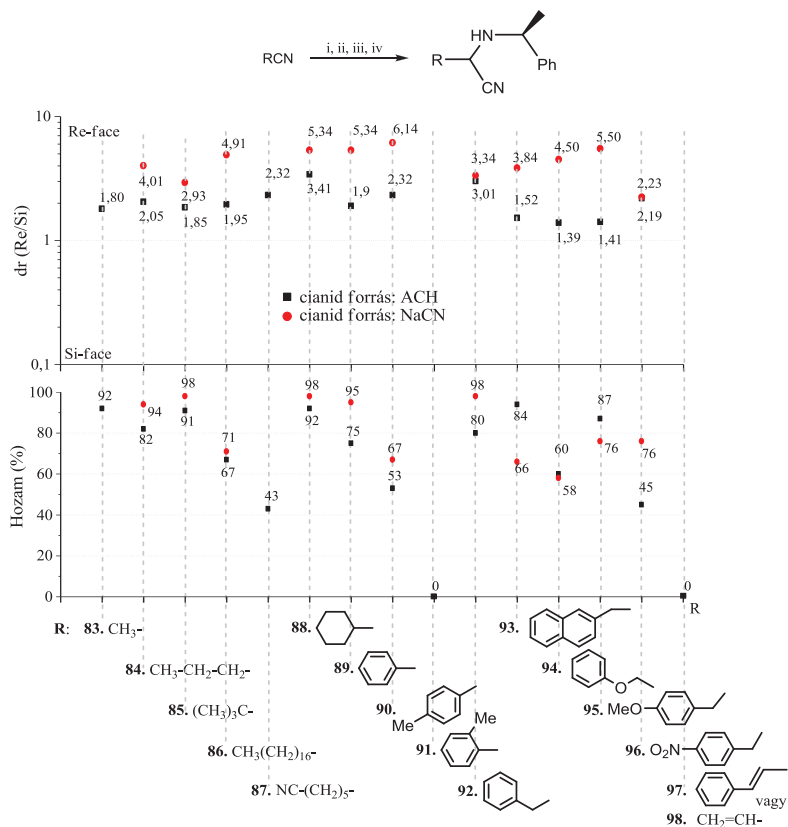 RCN
i, ii, iii, iv
HN
R
Ph
CN
10
Re-face
1,80
4,01
2,05
2,93
1,85
4,91
1,95
2,32
5,34
3,41
5,34
1,9
6,14
2,32
3,34
3,01
3,84
1,52
4,50
1,39
5,50
1,41
2,23
2,19
1
dr (Re/Si)
cianid forrás: ACH
cianid forrás: NaCN
Si-face
0,1
100
80
60
40
20
0
Hozam (%)
92
94
82
98
91
71
67
43
98
92
95
75
67
53
0
98
80
84
66
60
58
87
76
76
45
0
R
R: 83. CH3-
84. CH3-CH2-CH2-
85. (CH3)3C-
86. CH3(CH2)16-
87. NC-(CH2)5-
88.
89.
90.
Me
91.
Me
92.
93.
94.
O
95. MeO
96. O2N
97.
vagy
98. CH2=CH-